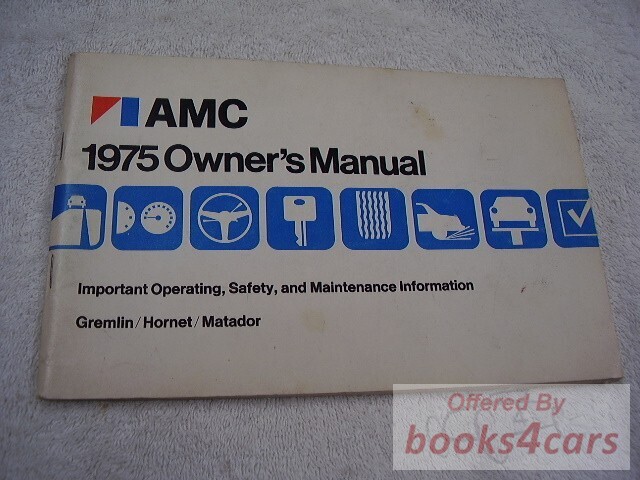 AMC
1975 Owner's Manual
Important Operating, Safety, and Maintenance Information
Gremlin/Hornet/Matador
Offered By
books4cars